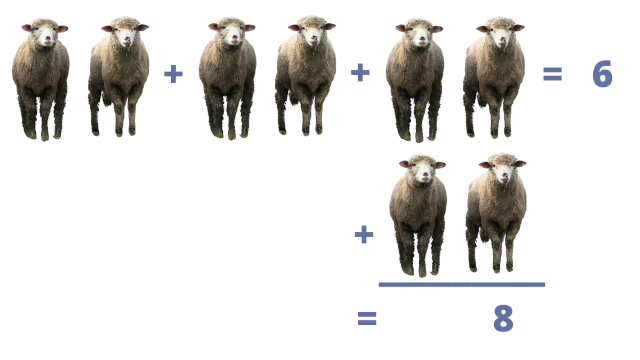 + + = 6
+
= 8